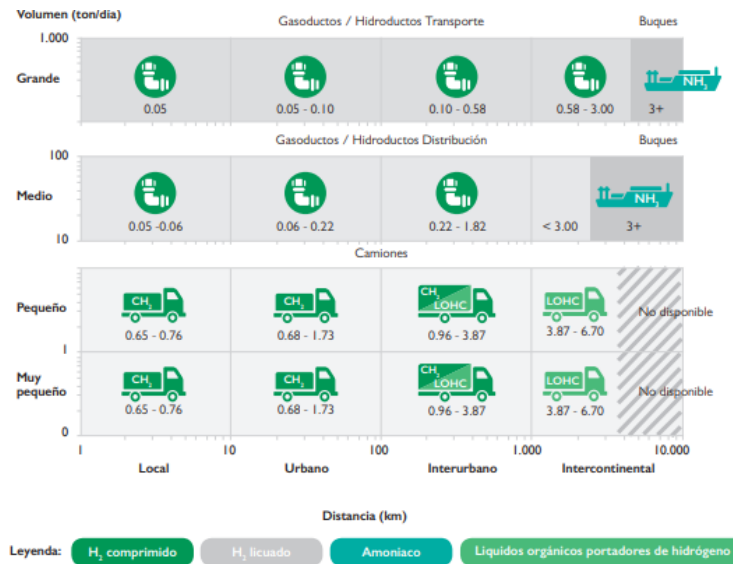 Volumen (ton/día)
Gasoductos / Hidroductos Transporte
Buques
1.000
Grande
NH3
0.05
0.05 - 0.10
0.10 - 0.58
0.58 - 3.00
3+
Gasoductos / Hidroductos Distribución
Buques
100
Medio
NH3
0.05 -0.06
0.06 - 0.22
0.22 - 1.82
< 3.00
3+
10
Camiones
Pequeño
CH2
CH2
CH2
LOHC
LOHC
No disponible
0.65 - 0.76
0.68 - 1.73
0.96 - 3.87
3.87 - 6.70
1
Muy
pequeño
CH2
CH2
CH2
LOHC
LOHC
No disponible
0.65 - 0.76
0.68 - 1.73
0.96 - 3.87
3.87 - 6.70
0
1
10
100
1.000
10.000
Local
Urbano
Interurbano
Intercontinental
Distancia (km)
Leyenda:
H2 comprimido
H2 licuado
Amoniaco
Liquidos orgánicos portadores de hidrógeno